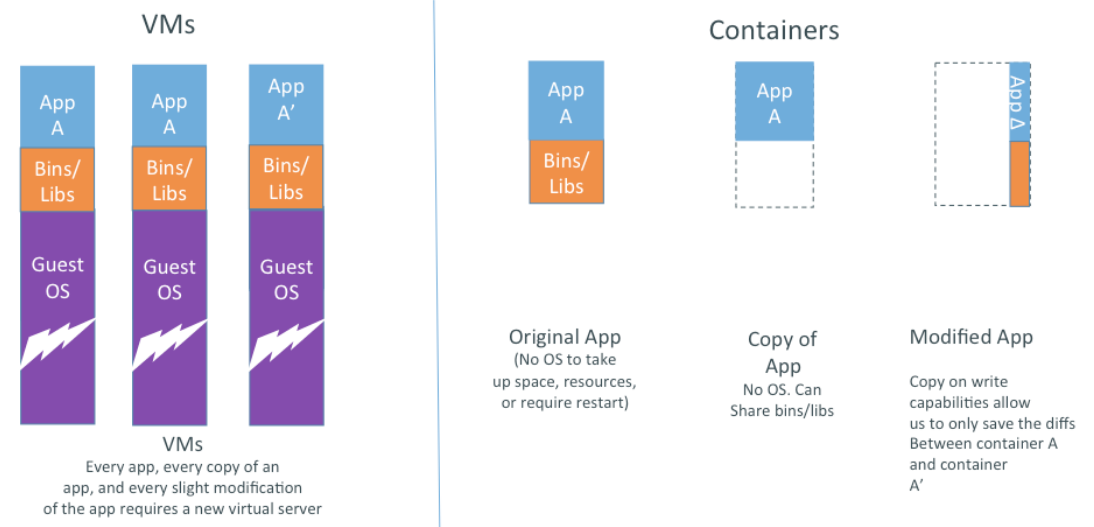 VMs
App
A
Bins/
Libs
Guest
OS
App
A
Bins/
Libs
Guest
OS
App
A’
Bins/
Libs
Guest
OS
VMs
Every app, every copy of an
app, and every slight modification
of the app requires a new virtual server
Containers
App
A
Bins/
Libs
Original App
(No OS to take
up space, resources,
or require restart)
App
A
Copy of
App
No OS. Can
Share bins/libs
App Δ
Modified App
Copy on write
capabilities allow
us to only save the diffs
Between container A
and container
A’